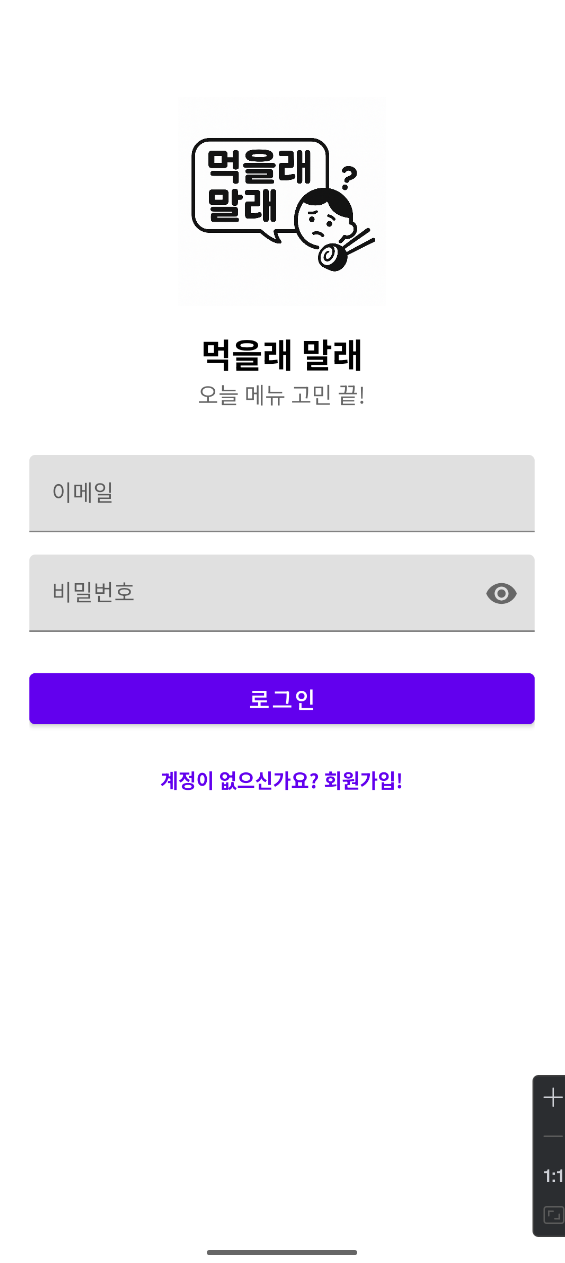 먹을래
말래
?
먹을래 말래
오늘 메뉴 고민 끝!
이메일
비밀번호
로그인
계정이 없으신가요? 회원가입!
1:1